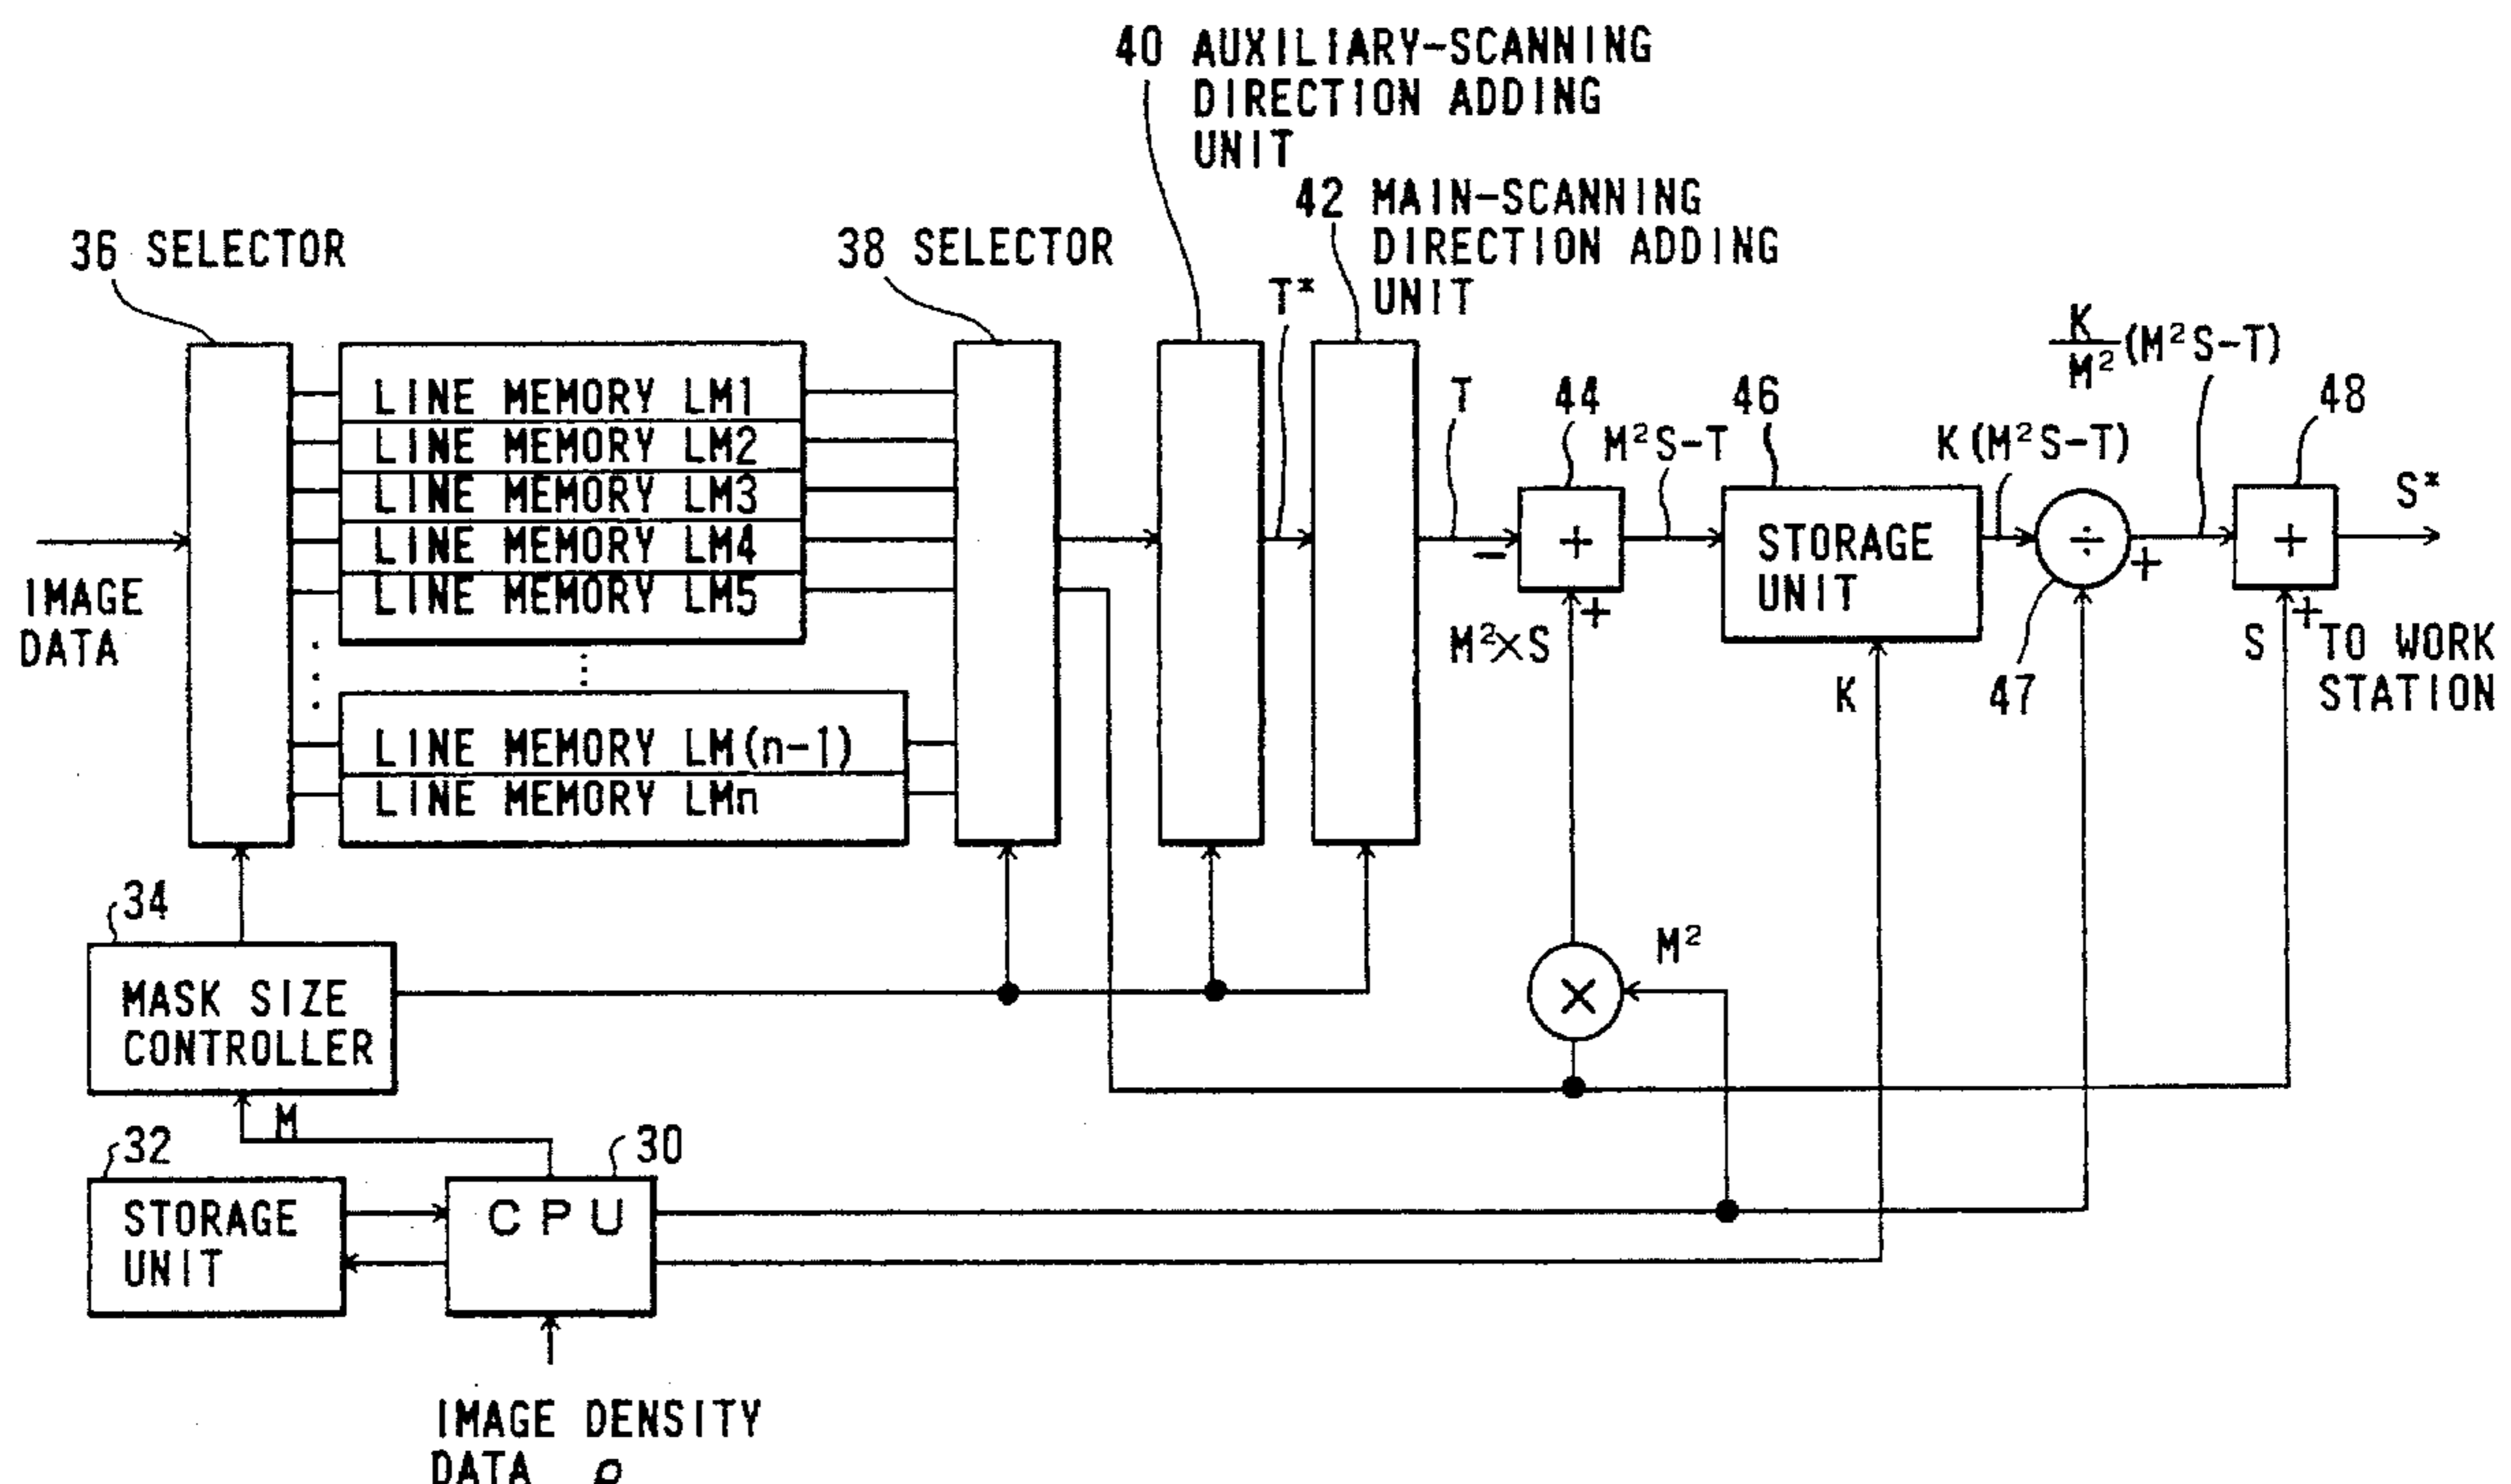 40 AUXILIARY-SCANNING
DIRECTION ADDING
UNIT
42 MAIN-SCANNING
DIRECTION ADDING
UNIT
36 SELECTOR
38 SELECTOR
T*
K
M²
(M²S-T)
LINE MEMORY LM1
LINE MEMORY LM2
LINE MEMORY LM3
LINE MEMORY LM4
LINE MEMORY LM5
LINE MEMORY LM(n-1)
LINE MEMORY LMn
T
44
M²S-T
46
K(M²S-T)
48
S*
IMAGE
DATA
−
+
+
STORAGE
UNIT
÷
+
+
+
M²×S
K
47
S
TO WORK
STATION
34
MASK SIZE
CONTROLLER
M²
×
M
32
STORAGE
UNIT
30
CPU
IMAGE DENSITY
DATA ρ